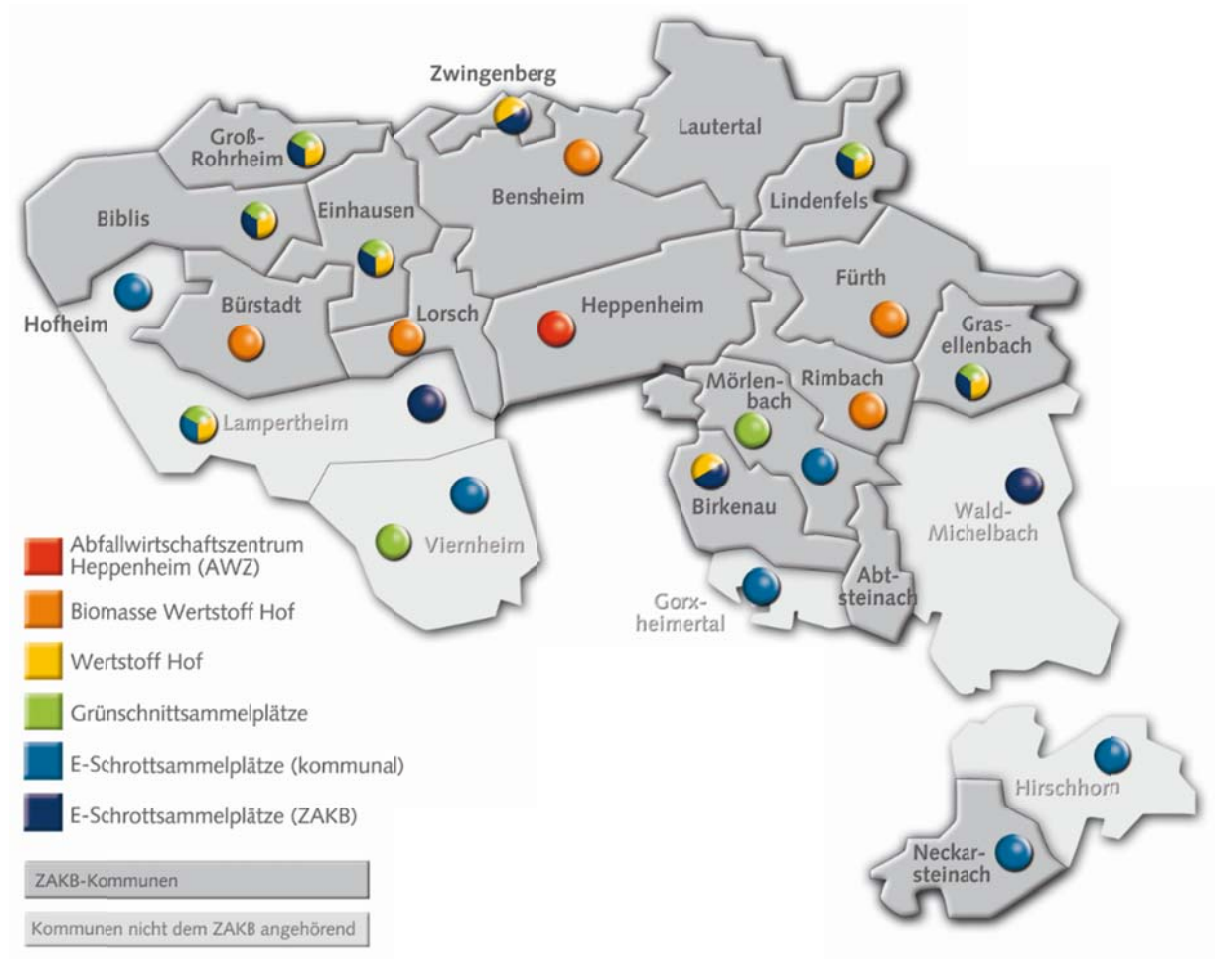 Zwingenberg
Groß-
Rohrheim
Lautertal
Biblis
Einhausen
Bensheim
Lindenfels
Hofheim
Bürstadt
Lorsch
Heppenheim
Fürth
Gras-
ellenbach
Lampertheim
Mörlen-
bach
Rimbach
Viernheim
Birkenau
Wald-
Michelbach
Gorx-
heimertal
Abt-
steinach
Hirschhorn
Neckar-
steinach
Abfallwirtschaftszentrum
Heppenheim (AWZ)
Biomasse Wertstoff Hof
Wertstoff Hof
Grünschnittsammelplätze
E-Schrottsammelplätze (kommunal)
E-Schrottsammelplätze (ZAKB)
ZAKB-Kommunen
Kommunen nicht dem ZAKB angehörend